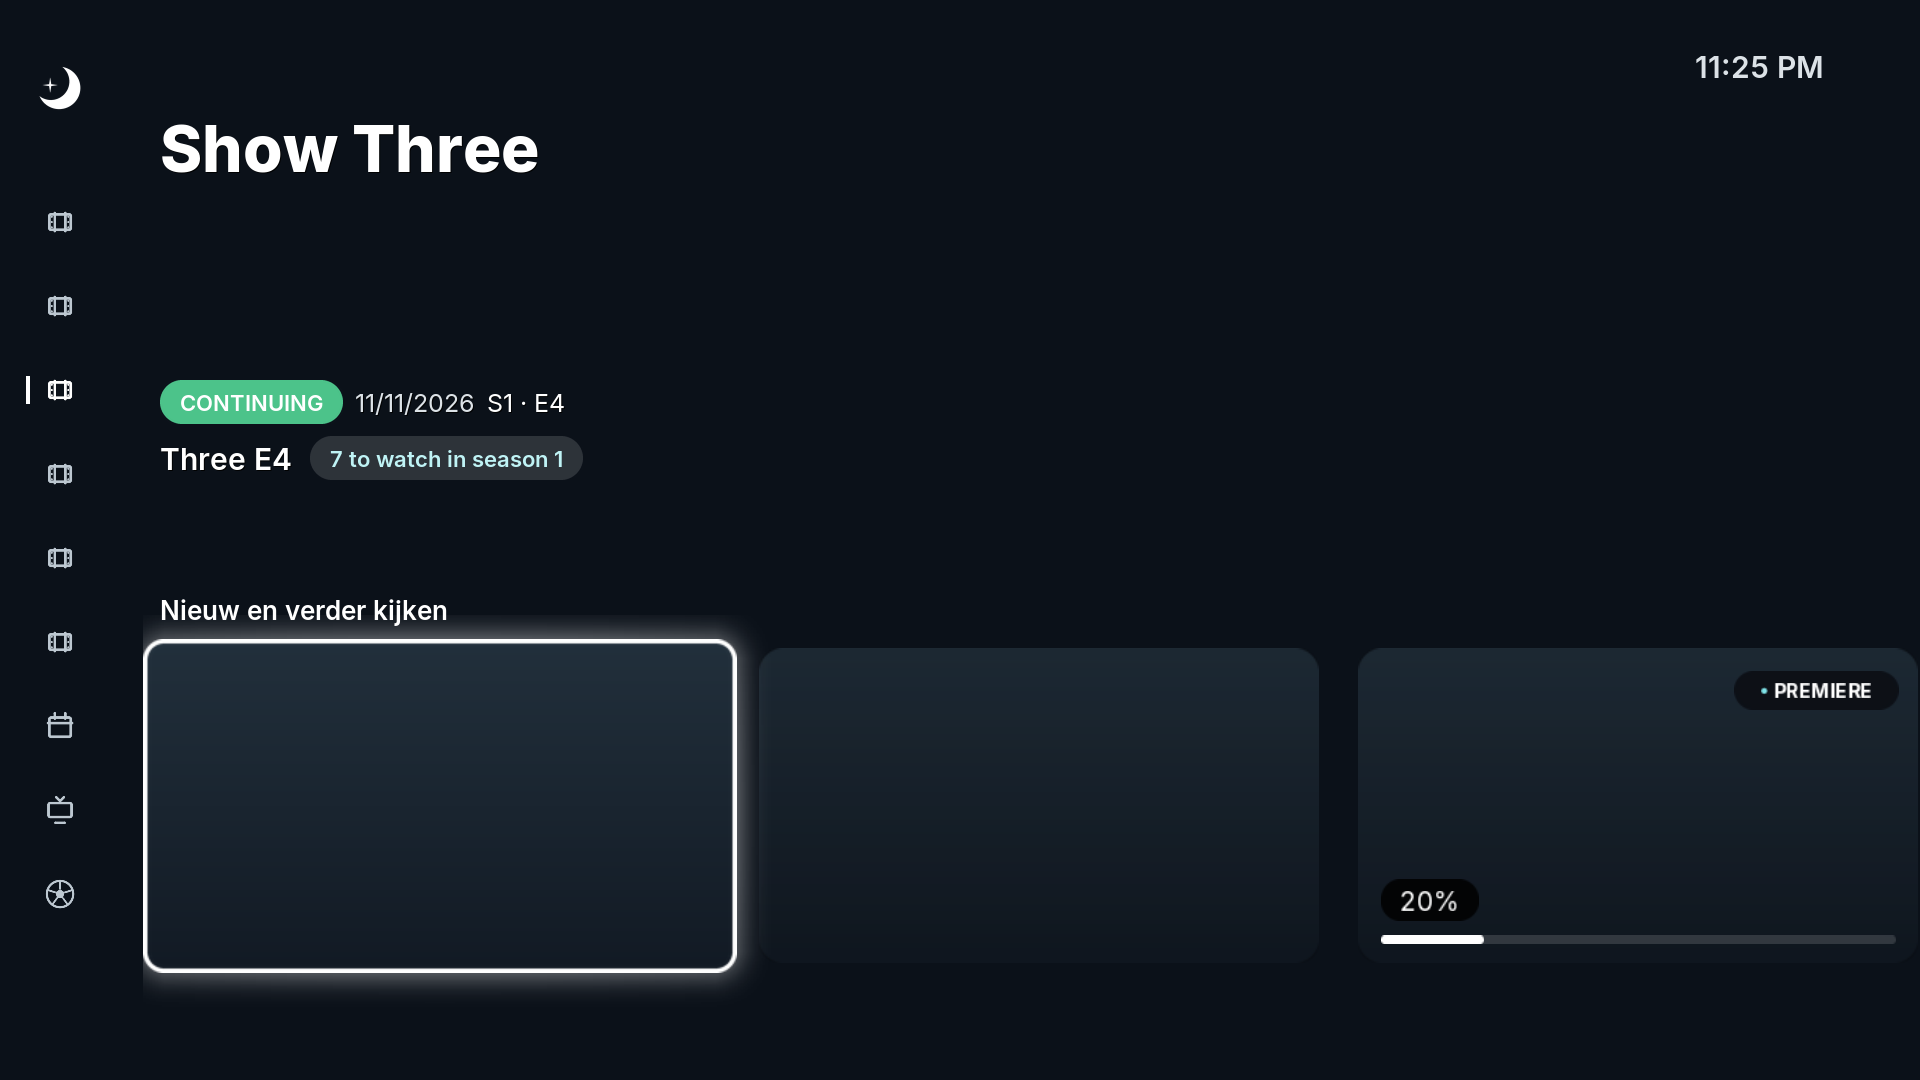 11:25 PM
Show Three
CONTINUING 11/11/2026 S1 · E4
Three E4 7 to watch in season 1
Nieuw en verder kijken
• PREMIERE
20%